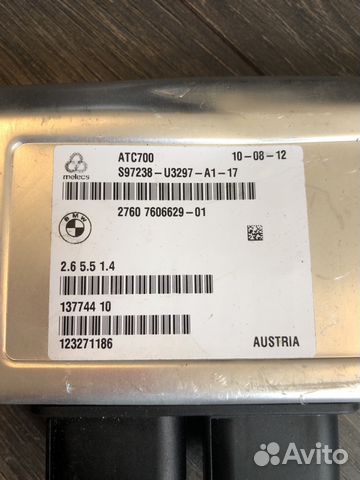 ATC700 10-08-12
melecs S97238-U3297-A1-17
BMW 2760 7606629-01
2.6 5.5 1.4
137744 10
123271186 AUSTRIA
Avito